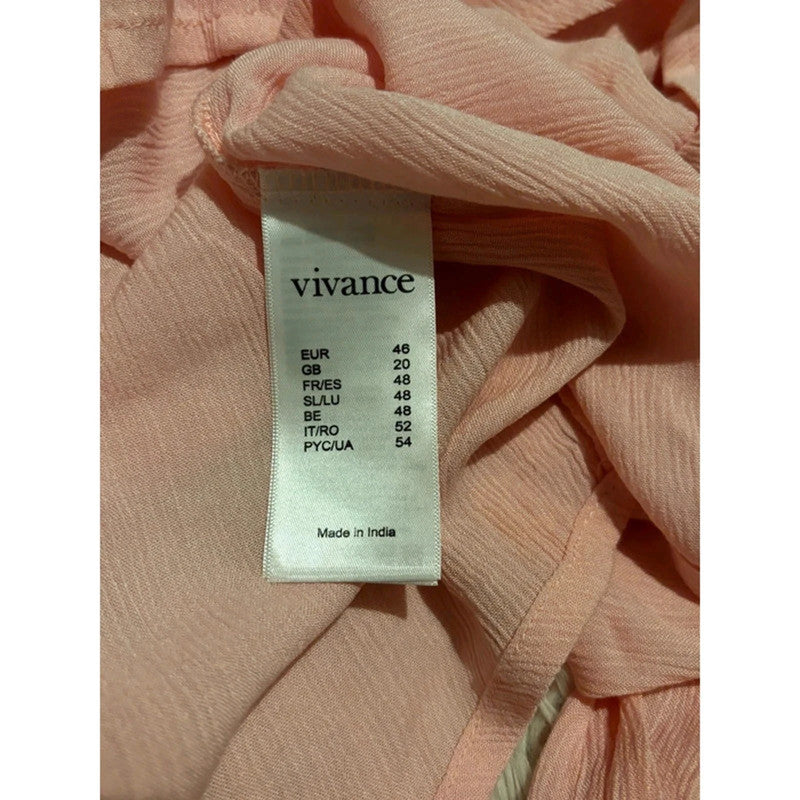 vivance
EUR 46
GB 20
FR/ES 48
SL/LU 48
BE 48
IT/RO 52
PYC/UA 54
Made in India